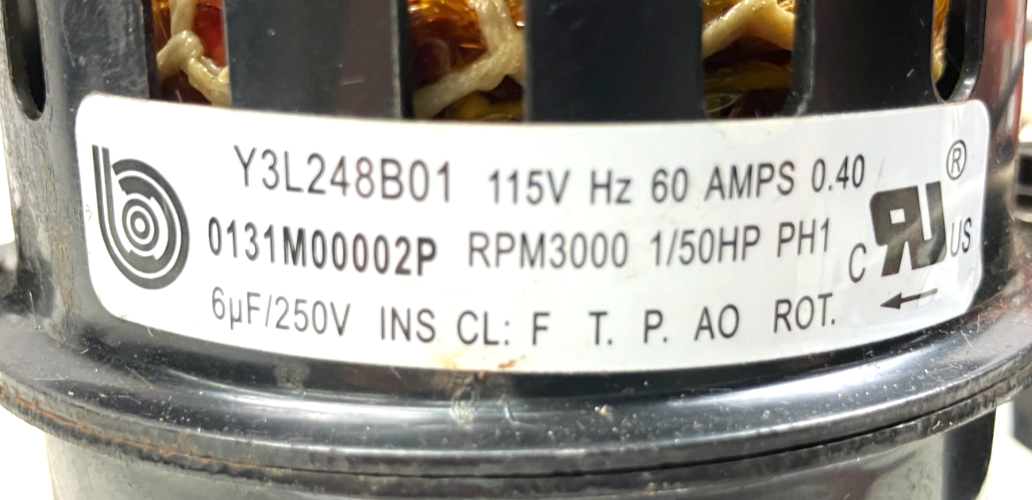 Y3L248B01 115V Hz 60 AMPS 0.40
0131M00002P RPM3000 1/50HP PH1
6µF/250V INS CL: F T. P. AO ROT.
C RU US ®